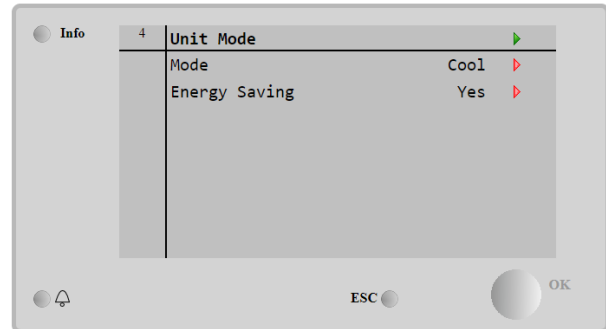 Info
4 Unit Mode
Mode Cool
Energy Saving Yes
ESC
OK